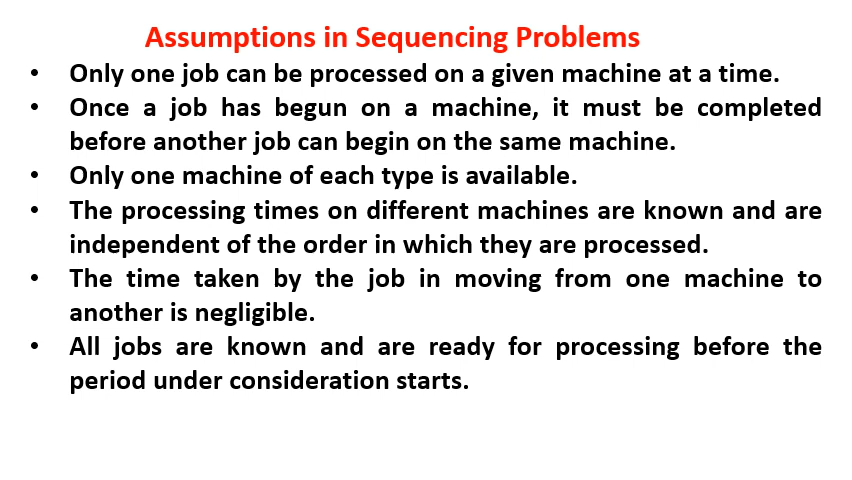 Assumptions in Sequencing Problems
• Only one job can be processed on a given machine at a time.
• Once a job has begun on a machine, it must be completed
before another job can begin on the same machine.
• Only one machine of each type is available.
• The processing times on different machines are known and are
independent of the order in which they are processed.
• The time taken by the job in moving from one machine to
another is negligible.
• All jobs are known and are ready for processing before the
period under consideration starts.